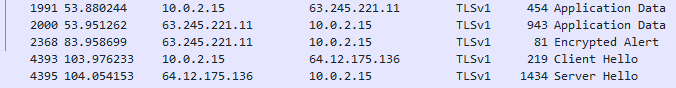 1991 53.880244 10.0.2.15 63.245.221.11 TLSv1 454 Application Data
2000 53.951262 63.245.221.11 10.0.2.15 TLSv1 943 Application Data
2368 83.958699 63.245.221.11 10.0.2.15 TLSv1 81 Encrypted Alert
4393 103.976233 10.0.2.15 64.12.175.136 TLSv1 219 Client Hello
4395 104.054153 64.12.175.136 10.0.2.15 TLSv1 1434 Server Hello